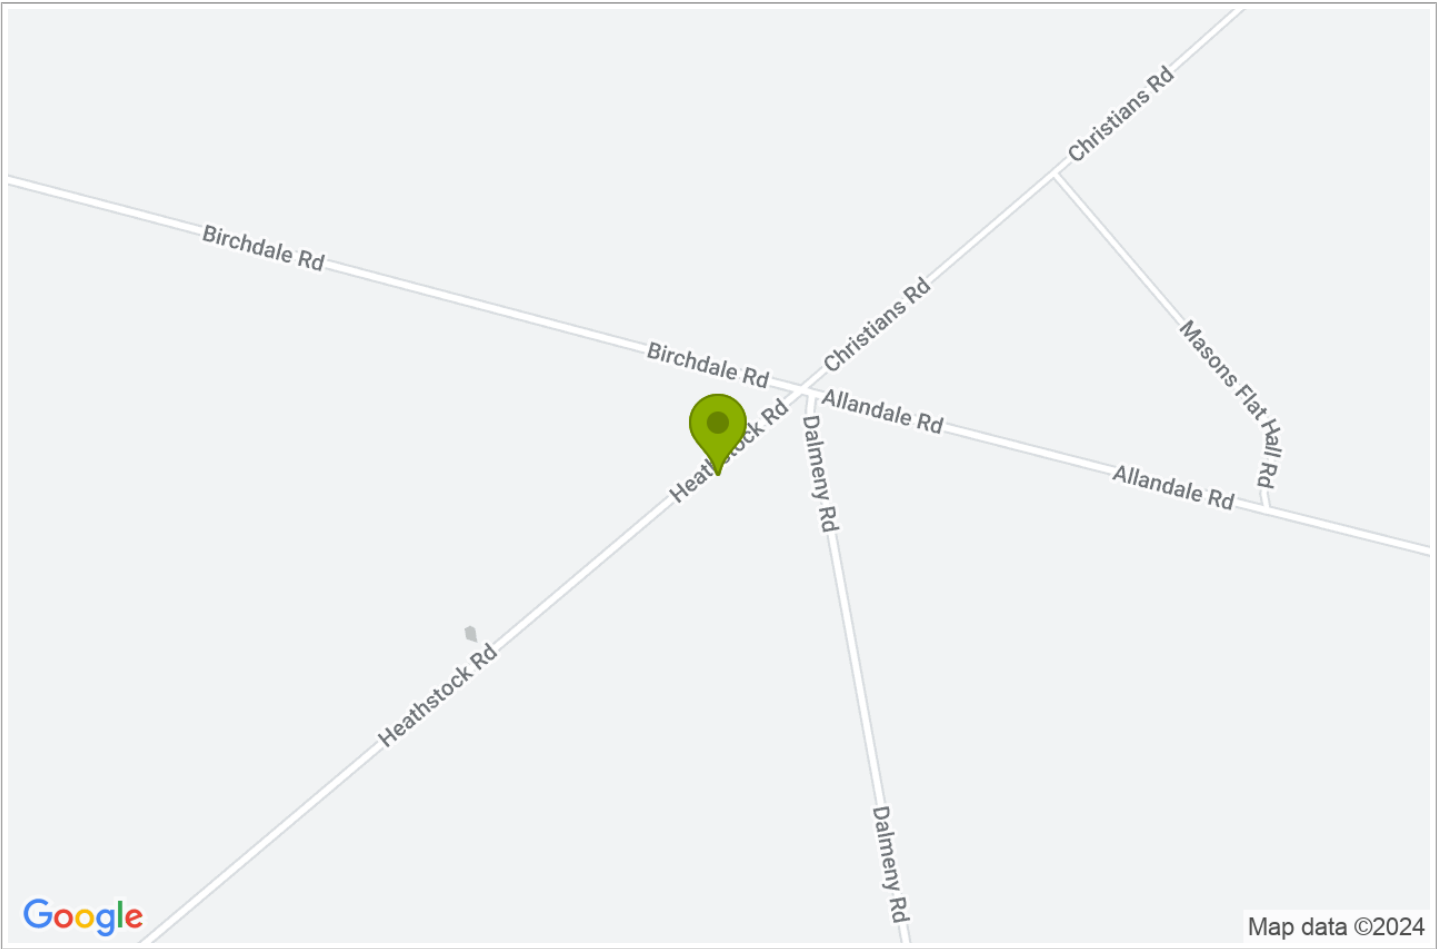 Christians Rd
Birchdale Rd
Christians Rd
Masons Flat Hall Rd
Birchdale Rd
Allandale Rd
Heathstock Rd
Dalmeny Rd
Allandale Rd
Heathstock Rd
Dalmeny Rd
Google
Map data ©2024